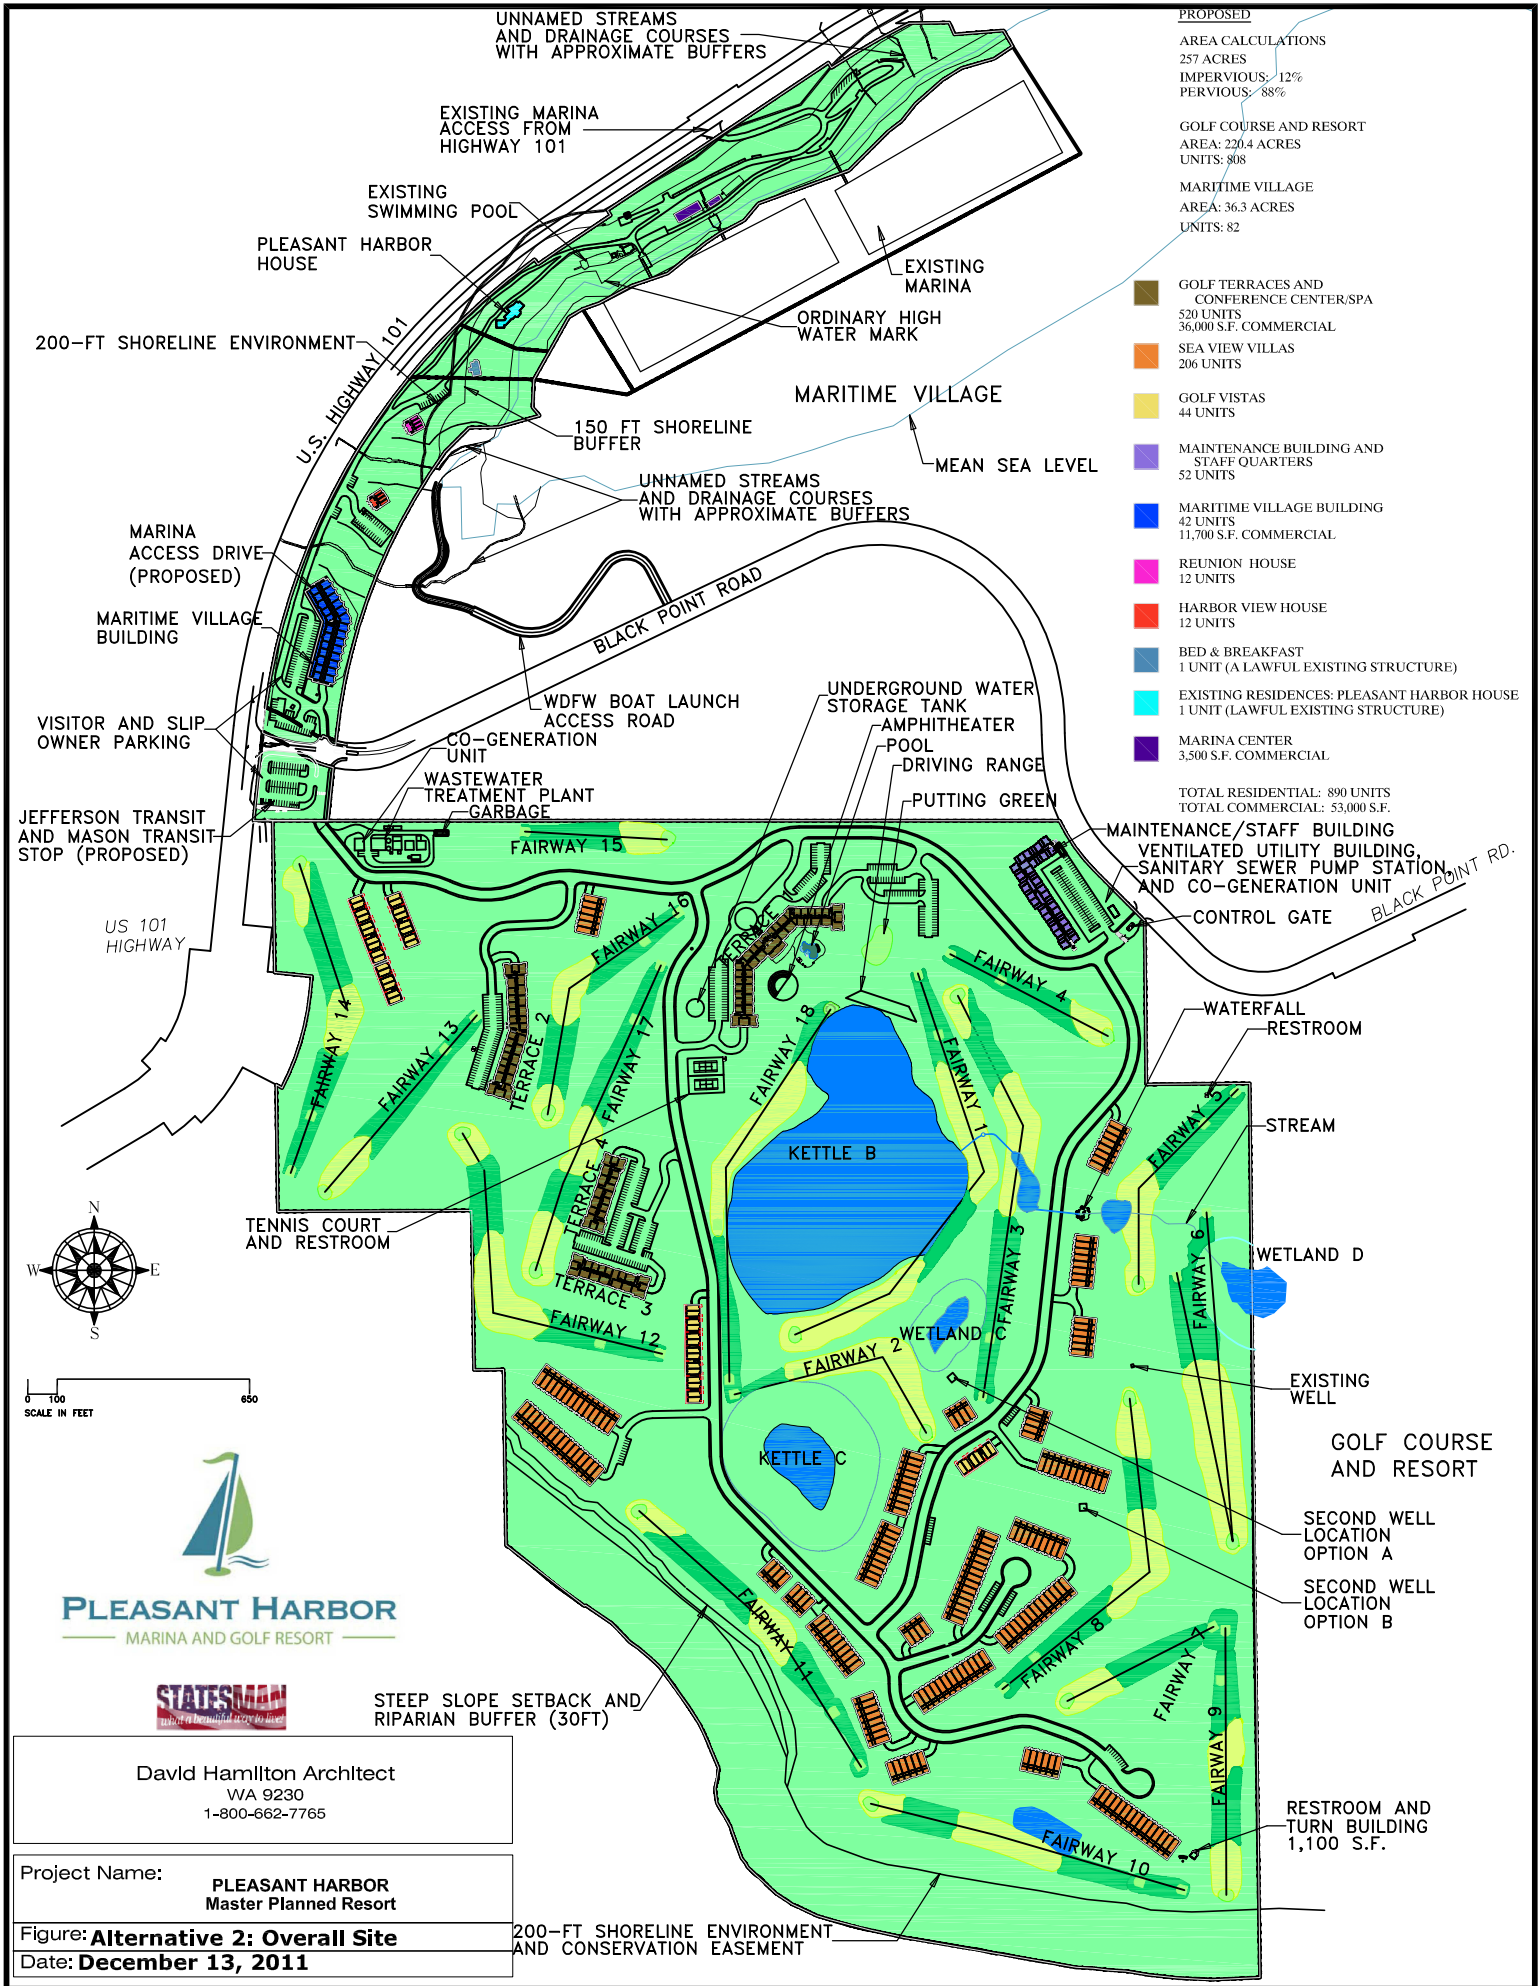 UNNAMED STREAMS
AND DRAINAGE COURSES
WITH APPROXIMATE BUFFERS
EXISTING MARINA
ACCESS FROM
HIGHWAY 101
EXISTING
SWIMMING POOL
PLEASANT HARBOR
HOUSE
200-FT SHORELINE ENVIRONMENT
U.S. HIGHWAY 101
EXISTING
MARINA
ORDINARY HIGH
WATER MARK
MARITIME VILLAGE
150 FT SHORELINE
BUFFER
MEAN SEA LEVEL
UNNAMED STREAMS
AND DRAINAGE COURSES
WITH APPROXIMATE BUFFERS
MARINA
ACCESS DRIVE
(PROPOSED)
MARITIME VILLAGE
BUILDING
BLACK POINT ROAD
WDFW BOAT LAUNCH
ACCESS ROAD
VISITOR AND SLIP
OWNER PARKING
JEFFERSON TRANSIT
AND MASON TRANSIT
STOP (PROPOSED)
PROPOSED
AREA CALCULATIONS
257 ACRES
IMPERVIOUS: 12%
PERVIOUS: 88%
GOLF COURSE AND RESORT
AREA: 220.4 ACRES
UNITS: 808
MARITIME VILLAGE
AREA: 36.3 ACRES
UNITS: 82
GOLF TERRACES AND
CONFERENCE CENTER/SPA
520 UNITS
36,000 S.F. COMMERCIAL
SEA VIEW VILLAS
206 UNITS
GOLF VISTAS
44 UNITS
MAINTENANCE BUILDING AND
STAFF QUARTERS
52 UNITS
MARITIME VILLAGE BUILDING
42 UNITS
11,700 S.F. COMMERCIAL
REUNION HOUSE
12 UNITS
HARBOR VIEW HOUSE
12 UNITS
BED & BREAKFAST
1 UNIT (A LAWFUL EXISTING STRUCTURE)
EXISTING RESIDENCES: PLEASANT HARBOR HOUSE
1 UNIT (LAWFUL EXISTING STRUCTURE)
MARINA CENTER
3,500 S.F. COMMERCIAL
TOTAL RESIDENTIAL: 890 UNITS
TOTAL COMMERCIAL: 53,000 S.F.
CO-GENERATION
UNIT
WASTEWATER
TREATMENT PLANT
GARBAGE
UNDERGROUND WATER
STORAGE TANK
AMPHITHEATER
POOL
DRIVING RANGE
PUTTING GREEN
MAINTENANCE/STAFF BUILDING
VENTILATED UTILITY BUILDING,
SANITARY SEWER PUMP STATION,
AND CO-GENERATION UNIT
CONTROL GATE
BLACK POINT RD.
US 101
HIGHWAY
FAIRWAY 15
FAIRWAY 16
FAIRWAY 14
FAIRWAY 13
FAIRWAY 17
FAIRWAY 18
FAIRWAY 4
FAIRWAY 1
TERRACE 1
TERRACE 2
TERRACE 4
TERRACE 3
WATERFALL
RESTROOM
FAIRWAY 5
STREAM
KETTLE B
TENNIS COURT
AND RESTROOM
FAIRWAY 3
FAIRWAY 6
WETLAND D
FAIRWAY 12
WETLAND C
FAIRWAY 2
N
W
E
S
0 100 650
SCALE IN FEET
EXISTING
WELL
GOLF COURSE
AND RESORT
KETTLE C
SECOND WELL
LOCATION
OPTION A
SECOND WELL
LOCATION
OPTION B
PLEASANT HARBOR
MARINA AND GOLF RESORT
STATESMAN
what a beautiful way to live!
FAIRWAY 11
FAIRWAY 8
FAIRWAY 7
FAIRWAY 9
FAIRWAY 10
STEEP SLOPE SETBACK AND
RIPARIAN BUFFER (30FT)
RESTROOM AND
TURN BUILDING
1,100 S.F.
200-FT SHORELINE ENVIRONMENT
AND CONSERVATION EASEMENT
David Hamilton Architect
WA 9230
1-800-662-7765
Project Name:
PLEASANT HARBOR
Master Planned Resort
Figure: Alternative 2: Overall Site
Date: December 13, 2011